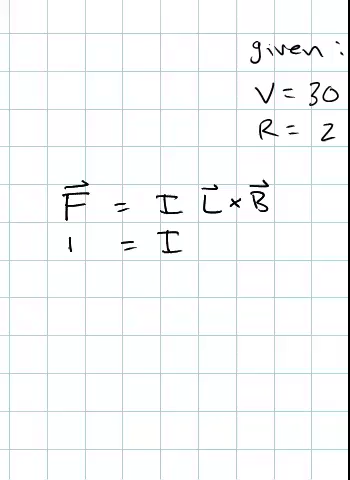 given :
V = 30
R = 2
F⃗ = I L⃗ × B⃗
1 = I